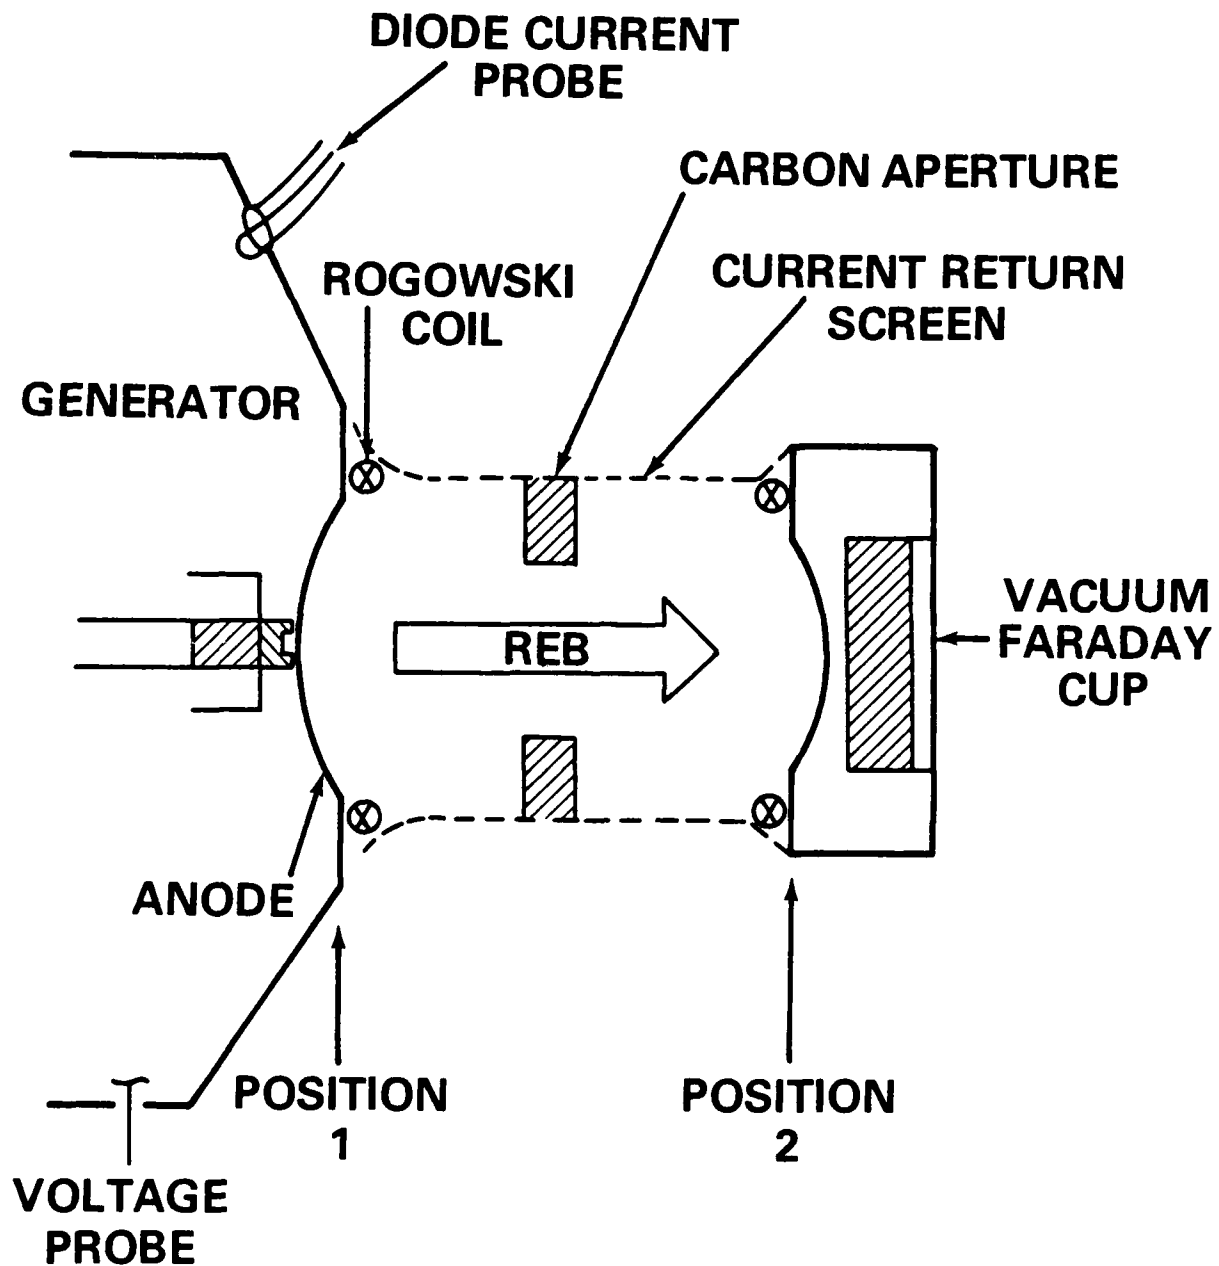 DIODE CURRENT
PROBE
CARBON APERTURE
ROGOWSKI
COIL
CURRENT RETURN
SCREEN
GENERATOR
REB
VACUUM
FARADAY
CUP
ANODE
POSITION
1
POSITION
2
VOLTAGE
PROBE